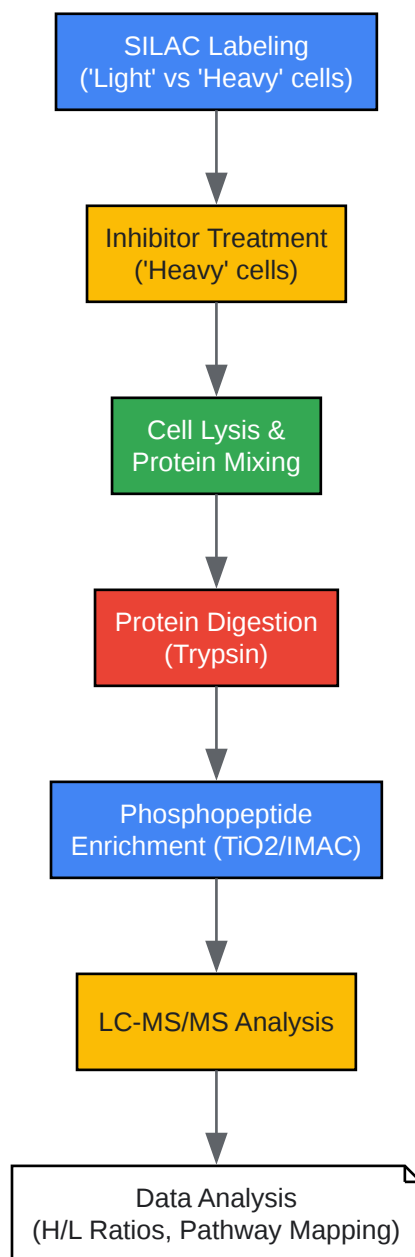 SILAC Labeling
('Light' vs 'Heavy' cells)
Inhibitor Treatment
('Heavy' cells)
Cell Lysis &
Protein Mixing
Protein Digestion
(Trypsin)
Phosphopeptide
Enrichment (TiO2/IMAC)
LC-MS/MS Analysis
Data Analysis
(H/L Ratios, Pathway Mapping)